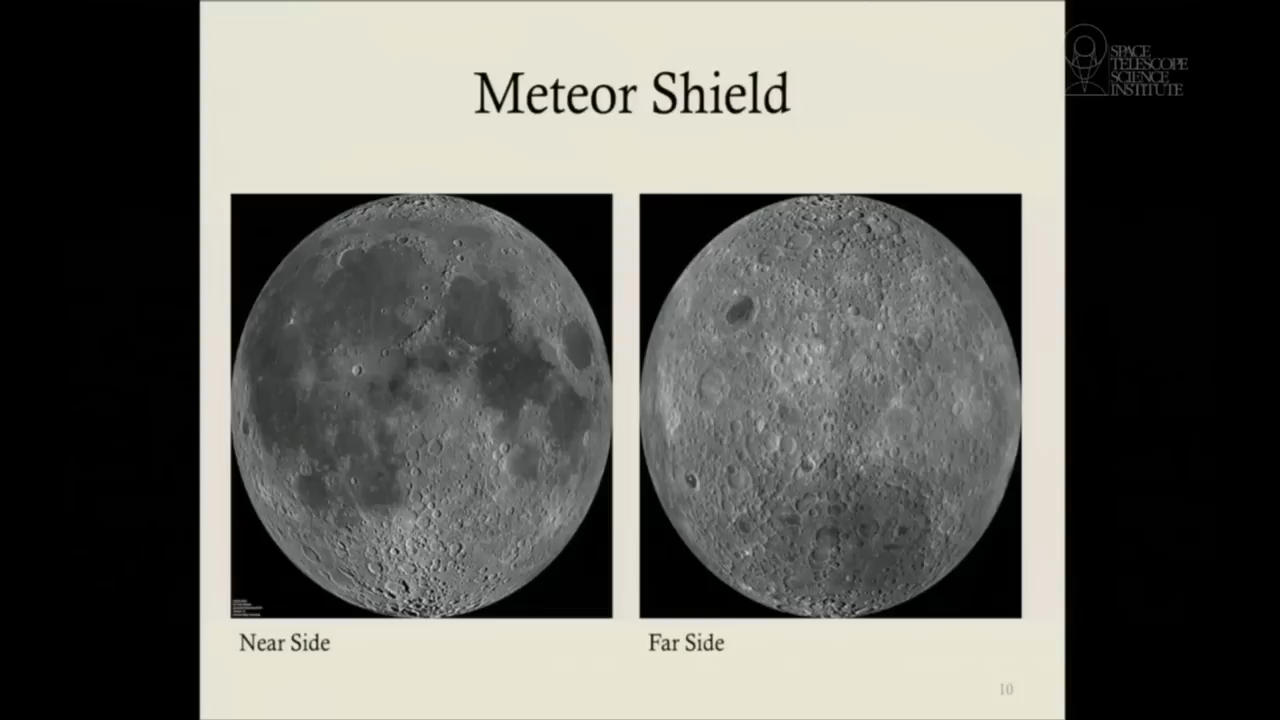 Meteor Shield
SPACE
TELESCOPE
SCIENCE
INSTITUTE
Near Side
Far Side
10